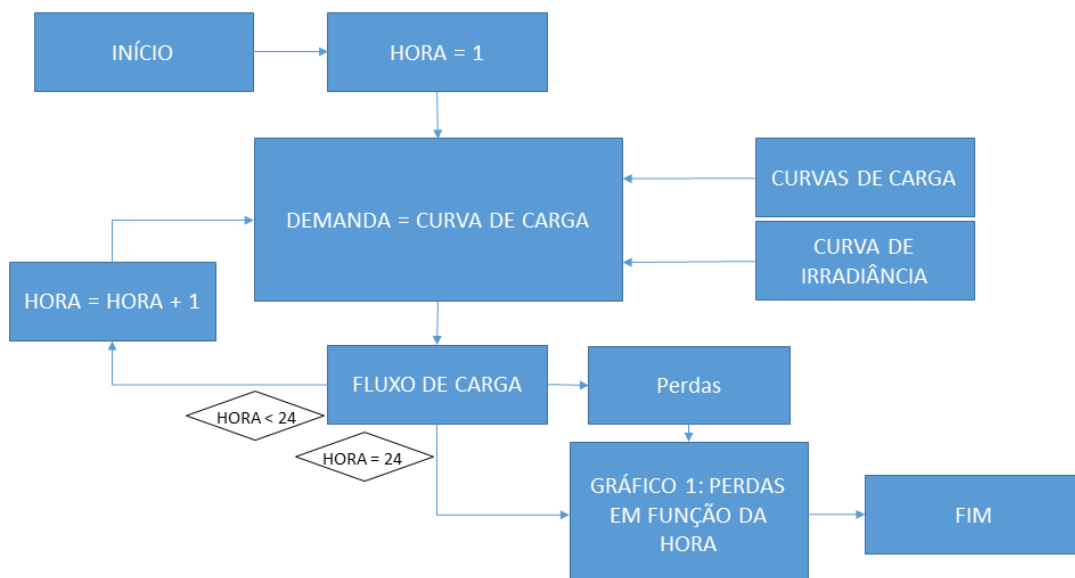 INÍCIO
HORA = 1
DEMANDA = CURVA DE CARGA
CURVAS DE CARGA
CURVA DE
IRRADIÂNCIA
HORA = HORA + 1
FLUXO DE CARGA
Perdas
HORA < 24
HORA = 24
GRÁFICO 1: PERDAS
EM FUNÇÃO DA
HORA
FIM